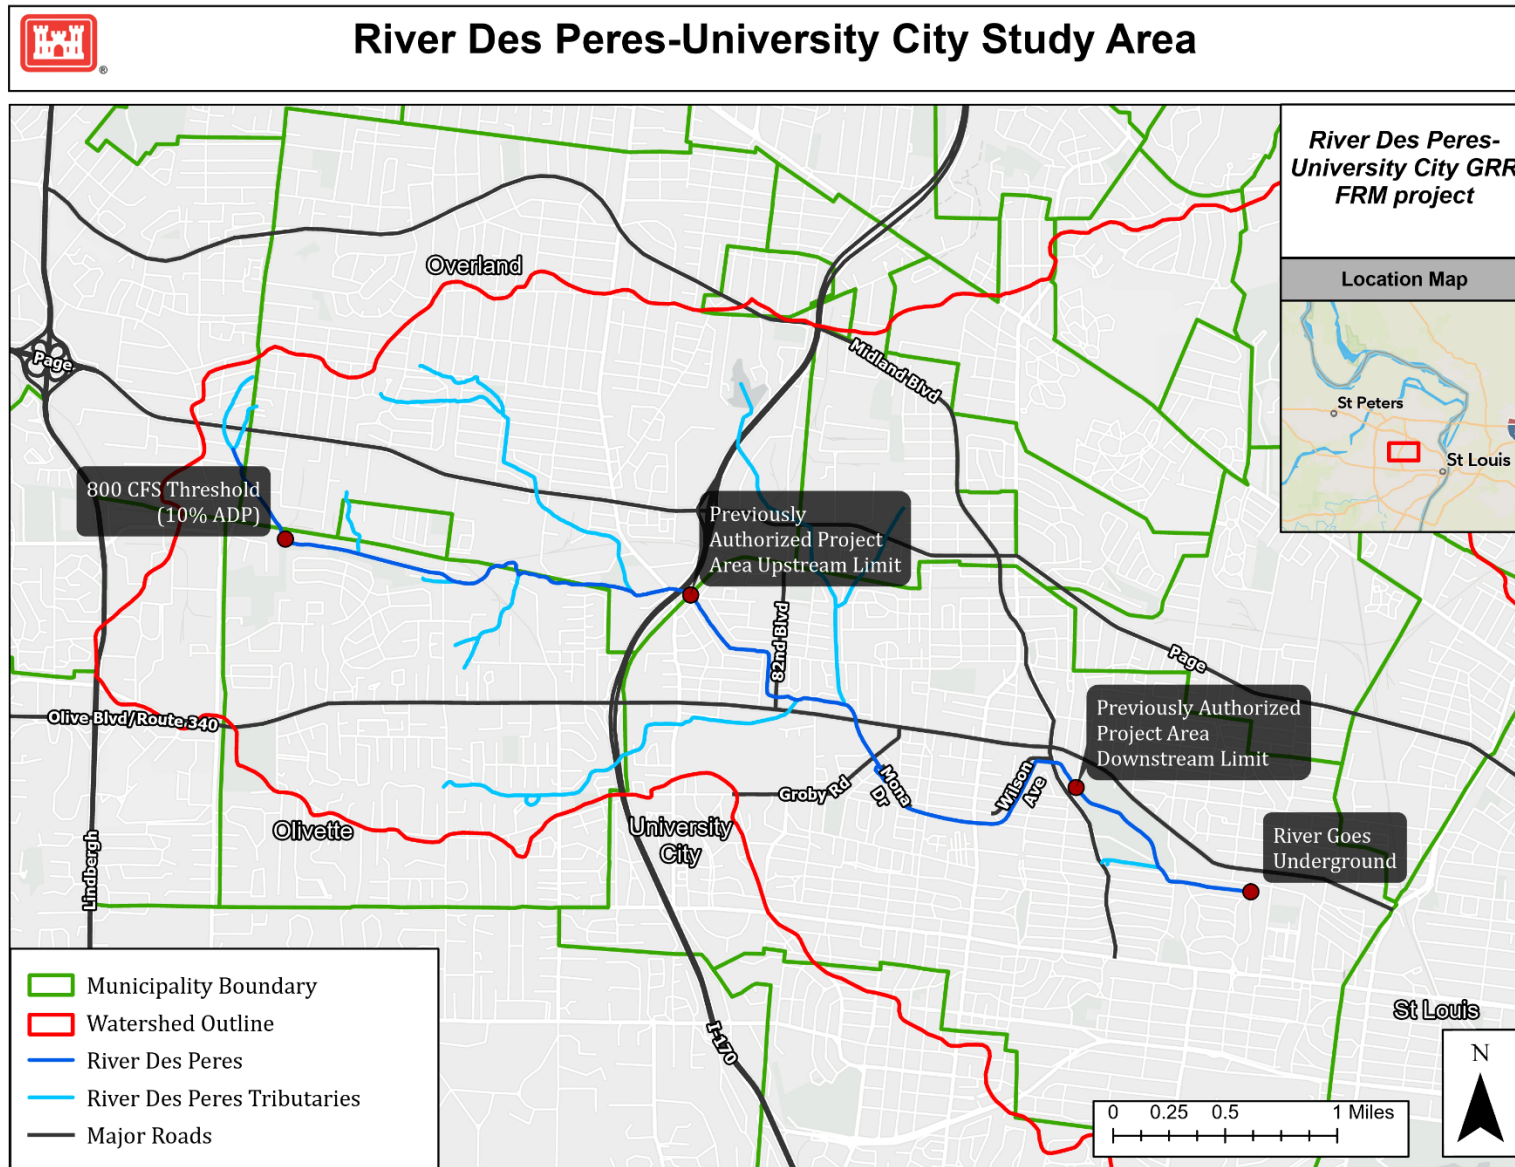 River Des Peres-University City Study Area
®
River Des Peres-
University City GRR
FRM project
Location Map
St Peters
St Louis
Overland
Page
Midland Blvd
800 CFS Threshold
(10% ADP)
Previously
Authorized Project
Area Upstream Limit
82nd Blvd
Page
Olive Blvd/Route 340
Previously Authorized
Project Area
Downstream Limit
Groby Rd
Mona
Dr
Wilson
Ave
Olivette
University
City
River Goes
Underground
Lindbergh
I-170
St Louis
Municipality Boundary
Watershed Outline
River Des Peres
River Des Peres Tributaries
Major Roads
0 0.25 0.5 1 Miles
N